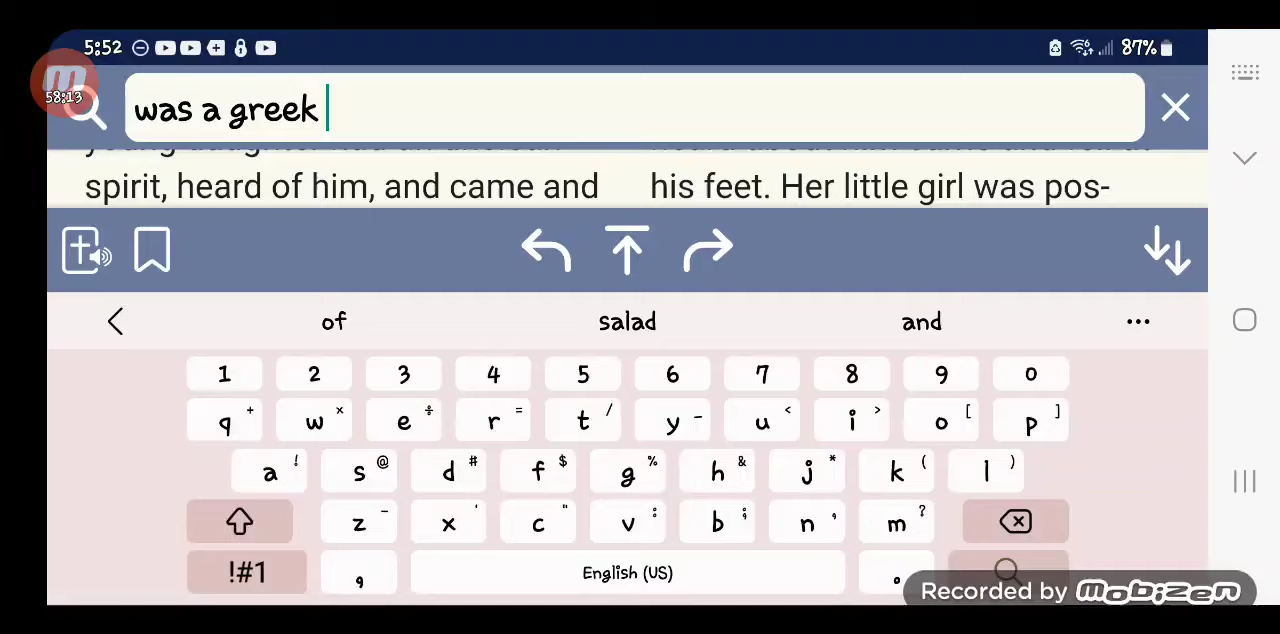 5:52
87%
58:13
was a greek
spirit, heard of him, and came and
his feet. Her little girl was pos-
of salad and ...
1 2 3 4 5 6 7 8 9 0
q + w × e ÷ r = t / y - u < i > o [ p ]
a ! s @ d # f $ g % h & j * k ( l )
z - x ' c " v : b ; n , m ?
!#1 , English (US) .
Recorded by mobizen